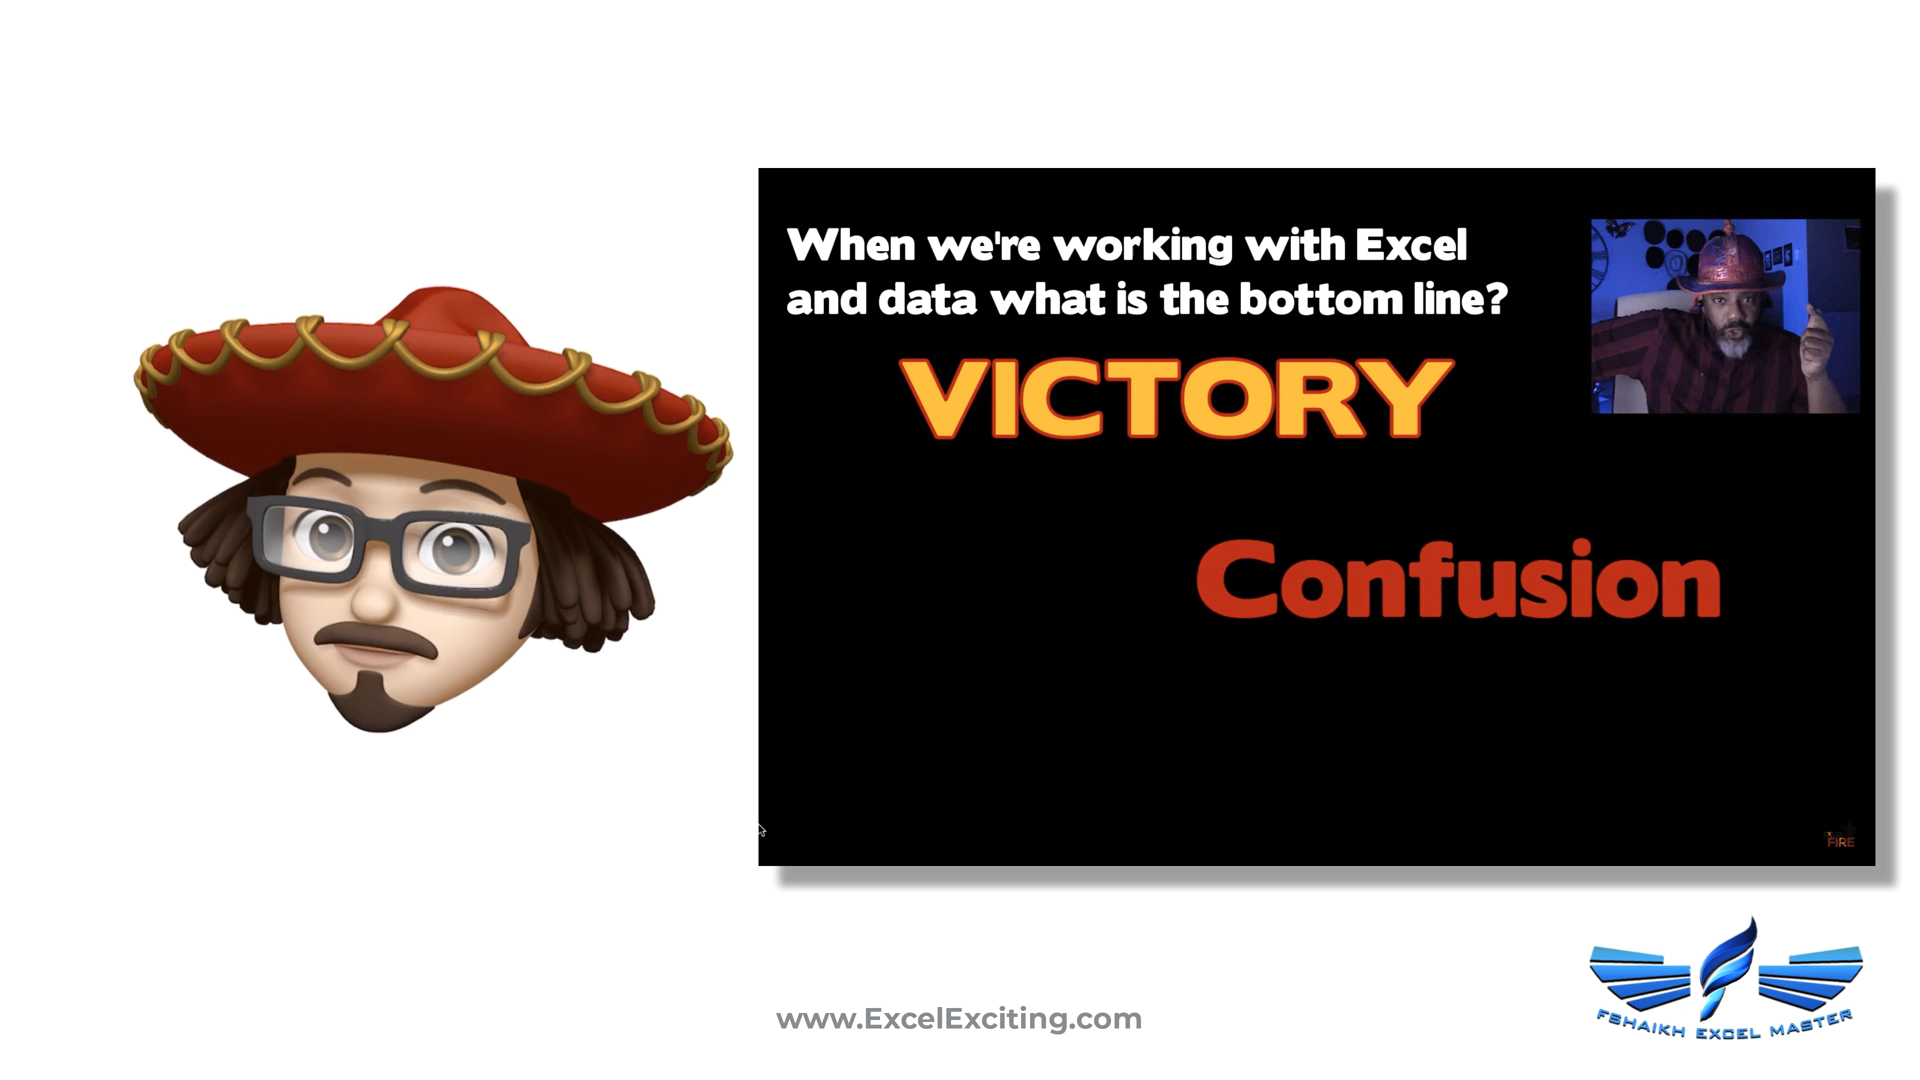 When we're working with Excel
and data what is the bottom line?
VICTORY
Confusion
FIRE
www.ExcelExciting.com
FSHAIKH EXCEL MASTER